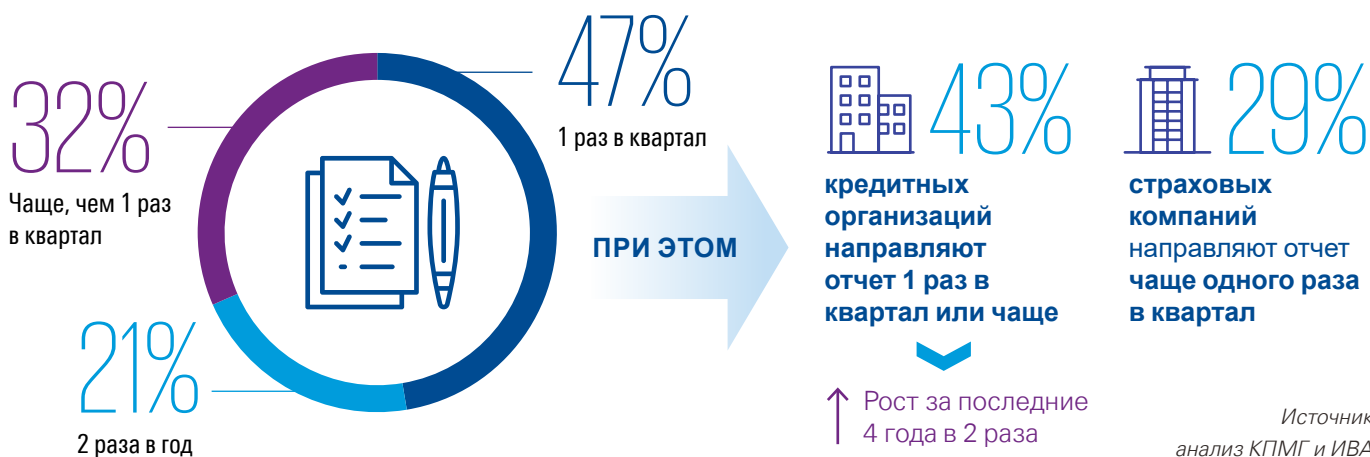 32%
Чаще, чем 1 раз
в квартал
21%
2 раза в год
47%
1 раз в квартал
ПРИ ЭТОМ
43%
кредитных
организаций
направляют
отчет 1 раз в
квартал или чаще
Рост за последние
4 года в 2 раза
29%
страховых
компаний
направляют отчет
чаще одного раза
в квартал
Источник
анализ КПМГ и ИВА